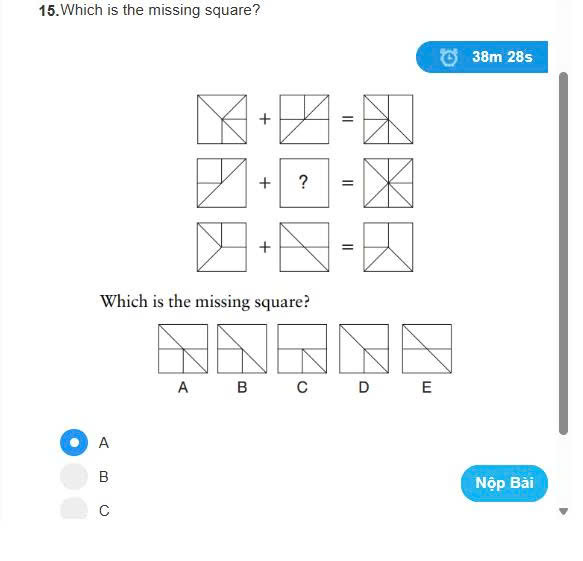 15.Which is the missing square?
38m 28s
+ =
+ ? =
+ =
Which is the missing square?
A B C D E
A
B
Nộp Bài
C